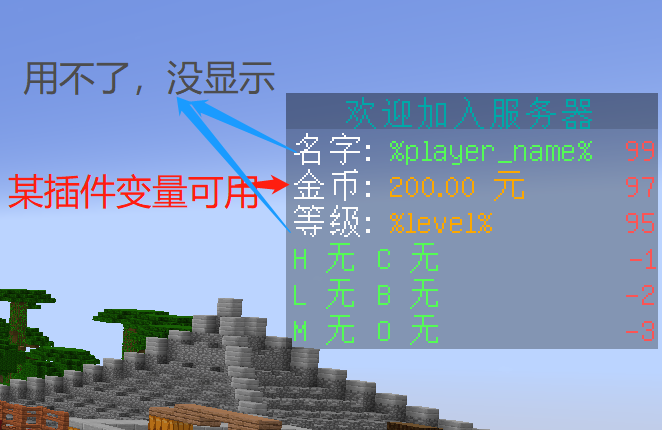 用不了，没显示
欢迎加入服务器
名字: %player_name% 99
某插件变量可用
金币: 200.00 元 97
等级: %level% 95
H 无 C 无 -1
L 无 B 无 -2
M 无 O 无 -3